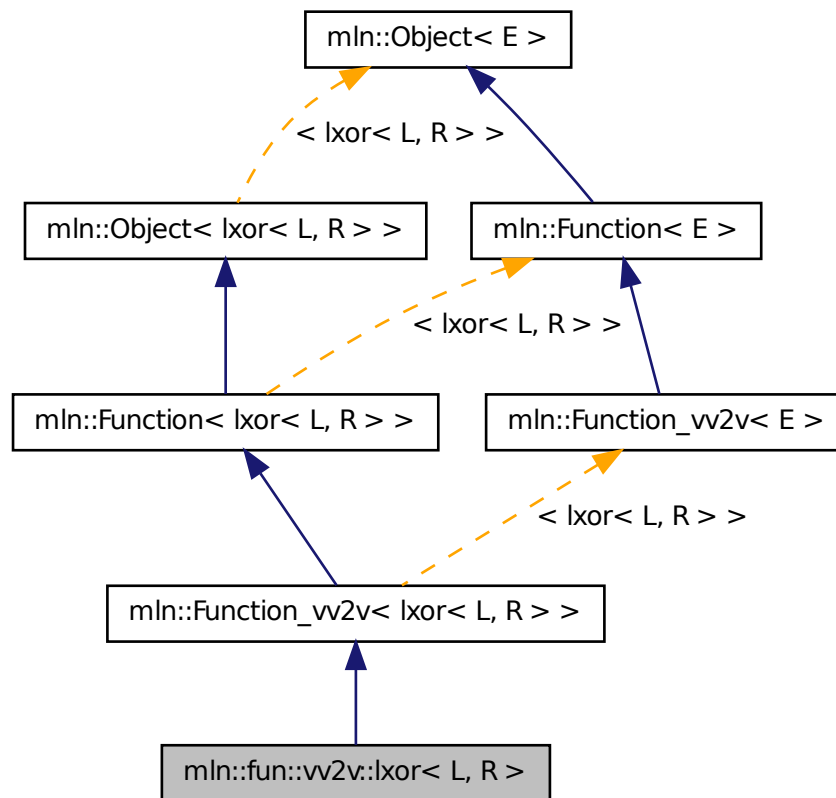 mln::Object< E >
< lxor< L, R > >
mln::Object< lxor< L, R > >
mln::Function< E >
< lxor< L, R > >
mln::Function< lxor< L, R > >
mln::Function_vv2v< E >
< lxor< L, R > >
mln::Function_vv2v< lxor< L, R > >
mln::fun::vv2v::lxor< L, R >